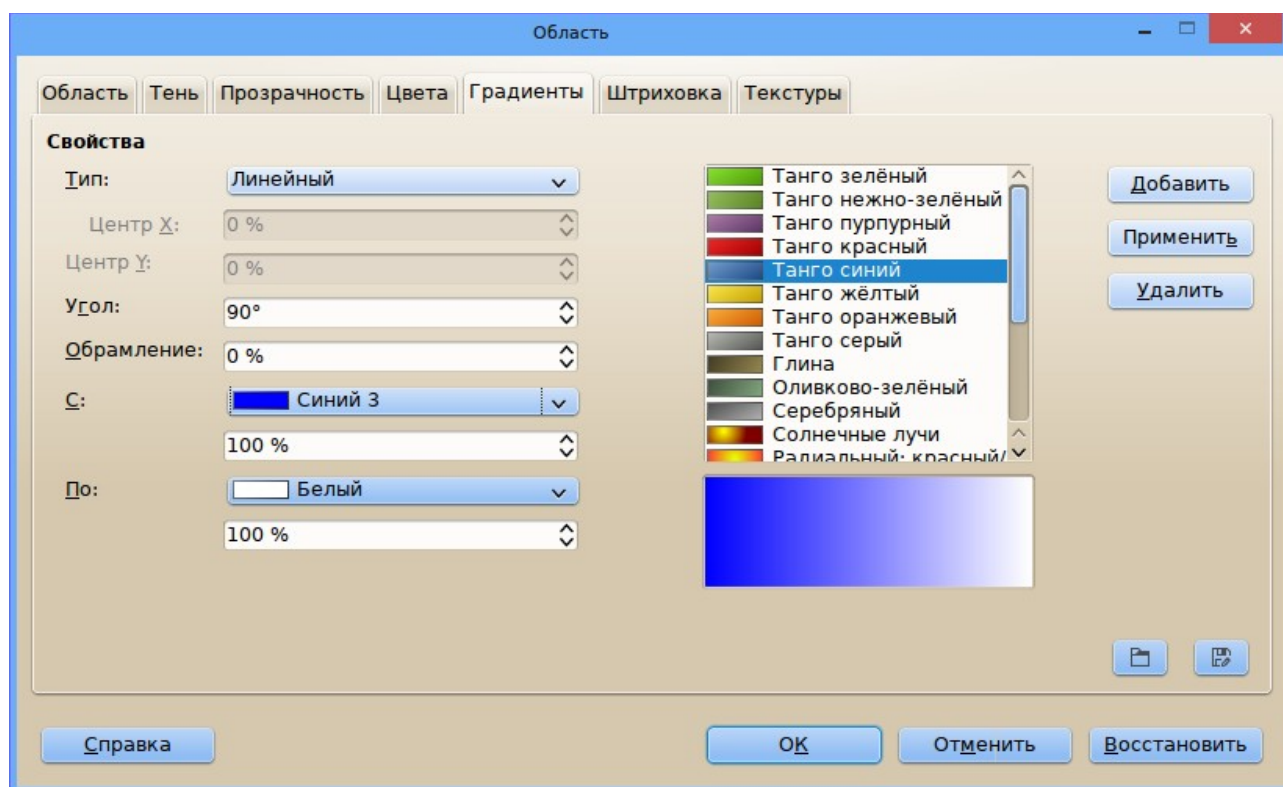 Область
Область Тень Прозрачность Цвета Градиенты Штриховка Текстуры
Свойства
Тип: Линейный
Центр X: 0 %
Центр Y: 0 %
Угол: 90°
Обрамление: 0 %
С: Синий 3
100 %
По: Белый
100 %
Танго зелёный
Танго нежно-зелёный
Танго пурпурный
Танго красный
Танго синий
Танго жёлтый
Танго оранжевый
Танго серый
Глина
Оливково-зелёный
Серебряный
Солнечные лучи
Радиальный: красный/
Добавить
Применить
Удалить
Справка OK Отменить Восстановить